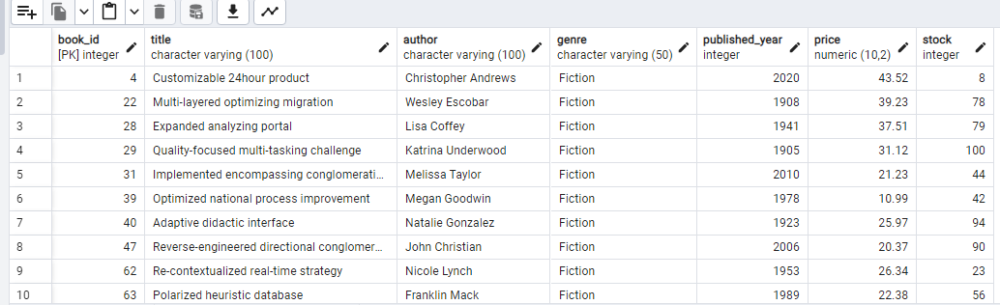 book_id title author genre published_year price stock
[PK] integer character varying (100) character varying (100) character varying (50) integer numeric (10,2) integer
1 4 Customizable 24hour product Christopher Andrews Fiction 2020 43.52 8
2 22 Multi-layered optimizing migration Wesley Escobar Fiction 1908 39.23 78
3 28 Expanded analyzing portal Lisa Coffey Fiction 1941 37.51 79
4 29 Quality-focused multi-tasking challenge Katrina Underwood Fiction 1905 31.12 100
5 31 Implemented encompassing conglomerati... Melissa Taylor Fiction 2010 21.23 44
6 39 Optimized national process improvement Megan Goodwin Fiction 1978 10.99 42
7 40 Adaptive didactic interface Natalie Gonzalez Fiction 1923 25.97 94
8 47 Reverse-engineered directional conglomer... John Christian Fiction 2006 20.37 90
9 62 Re-contextualized real-time strategy Nicole Lynch Fiction 1953 26.34 23
10 63 Polarized heuristic database Franklin Mack Fiction 1989 22.38 56